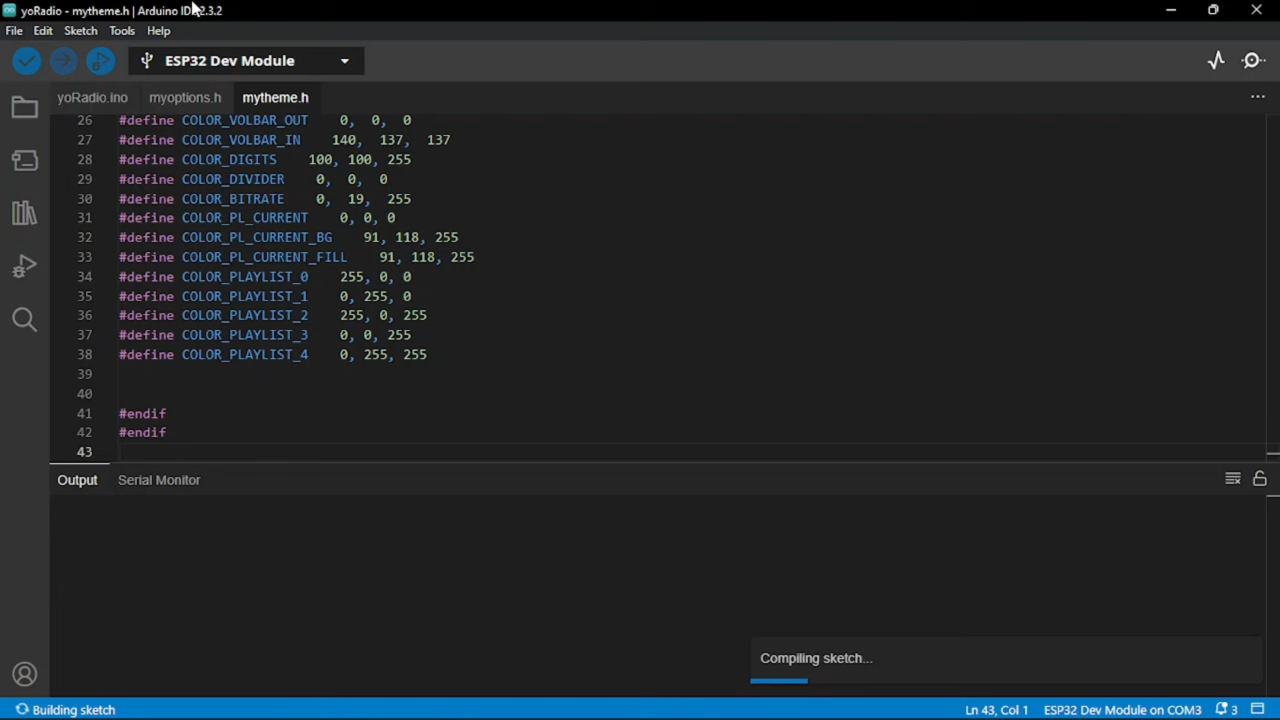 yoRadio - mytheme.h | Arduino IDE 2.3.2
File Edit Sketch Tools Help
ESP32 Dev Module
yoRadio.ino myoptions.h mytheme.h
26 #define COLOR_VOLBAR_OUT 0, 0, 0
27 #define COLOR_VOLBAR_IN 140, 137, 137
28 #define COLOR_DIGITS 100, 100, 255
29 #define COLOR_DIVIDER 0, 0, 0
30 #define COLOR_BITRATE 0, 19, 255
31 #define COLOR_PL_CURRENT 0, 0, 0
32 #define COLOR_PL_CURRENT_BG 91, 118, 255
33 #define COLOR_PL_CURRENT_FILL 91, 118, 255
34 #define COLOR_PLAYLIST_0 255, 0, 0
35 #define COLOR_PLAYLIST_1 0, 255, 0
36 #define COLOR_PLAYLIST_2 255, 0, 255
37 #define COLOR_PLAYLIST_3 0, 0, 255
38 #define COLOR_PLAYLIST_4 0, 255, 255
39
40
41 #endif
42 #endif
43
Output Serial Monitor
Compiling sketch...
Building sketch Ln 43, Col 1 ESP32 Dev Module on COM3 3